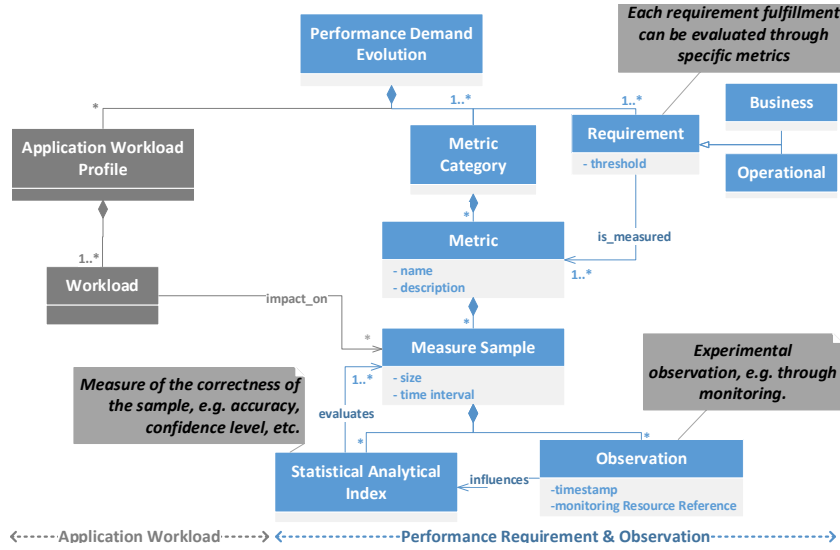 Performance Demand
Evolution
Each requirement fulfillment
can be evaluated through
specific metrics
*
1..*
1..*
Business
Application Workload
Profile
Metric
Category
Requirement
- threshold
Operational
*
Metric
- name
- description
is_measured
1..*
1..*
Workload
impact_on
*
*
Measure Sample
- size
- time interval
Experimental
observation, e.g. through
monitoring.
Measure of the correctness of
the sample, e.g. accuracy,
confidence level, etc.
1..*
evaluates
*
*
Statistical Analytical
Index
influences
Observation
-timestamp
-monitoring Resource Reference
Application Workload
Performance Requirement & Observation